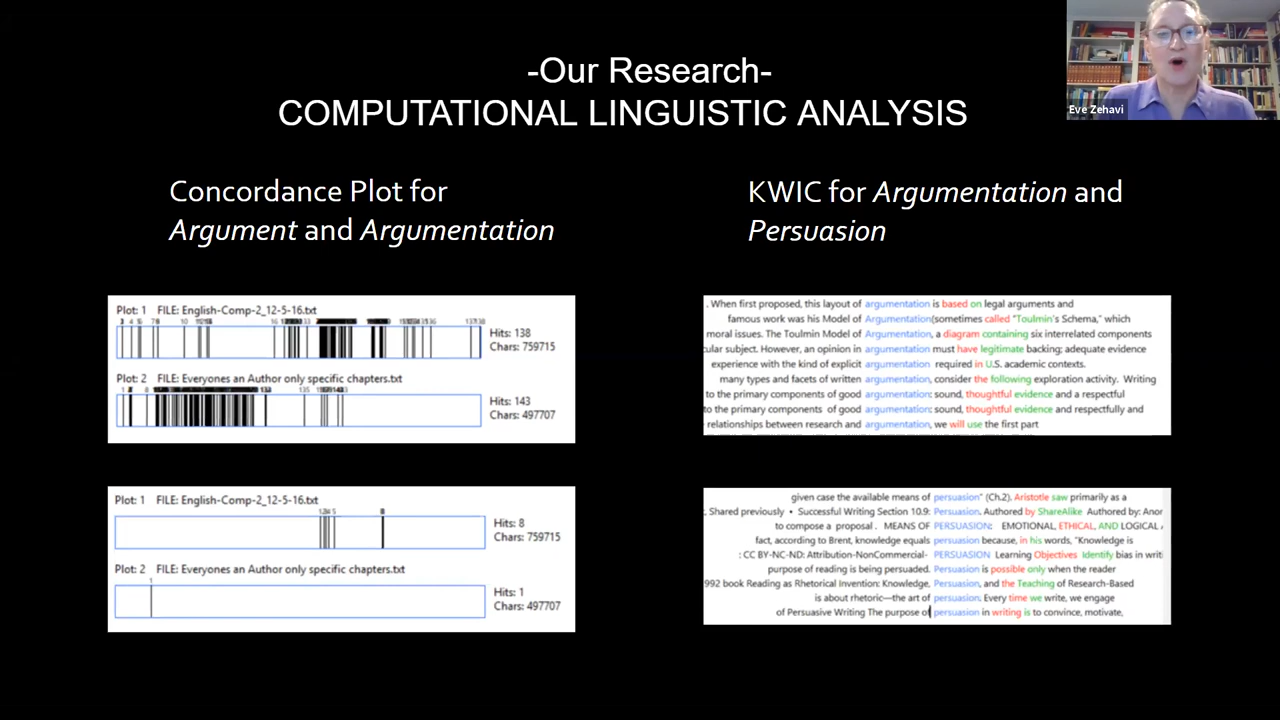 -Our Research-
COMPUTATIONAL LINGUISTIC ANALYSIS
Eve Zehavi
Concordance Plot for
Argument and Argumentation
KWIC for Argumentation and
Persuasion
Plot: 1 FILE: English-Comp-2_12-5-16.txt
Hits: 138
Chars: 759715
Plot: 2 FILE: Everyones an Author only specific chapters.txt
Hits: 143
Chars: 497707
Plot: 1 FILE: English-Comp-2_12-5-16.txt
Hits: 8
Chars: 759715
Plot: 2 FILE: Everyones an Author only specific chapters.txt
1
Hits: 1
Chars: 497707
. When first proposed, this layout of argumentation is based on legal arguments and
famous work was his Model of Argumentation(sometimes called "Toulmin's Schema," which
moral issues. The Toulmin Model of Argumentation, a diagram containing six interrelated components
cular subject. However, an opinion in argumentation must have legitimate backing: adequate evidence
experience with the kind of explicit argumentation required in U.S. academic contexts.
many types and facets of written argumentation, consider the following exploration activity. Writing
to the primary components of good argumentation: sound, thoughtful evidence and a respectful
to the primary components of good argumentation: sound, thoughtful evidence and respectfully and
relationships between research and argumentation, we will use the first part
given case the available means of persuasion" (Ch.2). Aristotle saw primarily as a
. Shared previously • Successful Writing Section 10.9: Persuasion. Authored by ShareAlike Authored by: Anor
to compose a proposal . MEANS OF PERSUASION: EMOTIONAL, ETHICAL, AND LOGICAL
fact, according to Brent, knowledge equals persuasion because, in his words, "Knowledge is
: CC BY-NC-ND: Attribution-NonCommercial- PERSUASION Learning Objectives Identify bias in writi
purpose of reading is being persuaded. Persuasion is possible only when the reader
992 book Reading as Rhetorical Invention: Knowledge, Persuasion, and the Teaching of Research-Based
is about rhetoric—the art of persuasion. Every time we write, we engage
of Persuasive Writing The purpose of persuasion in writing is to convince, motivate,